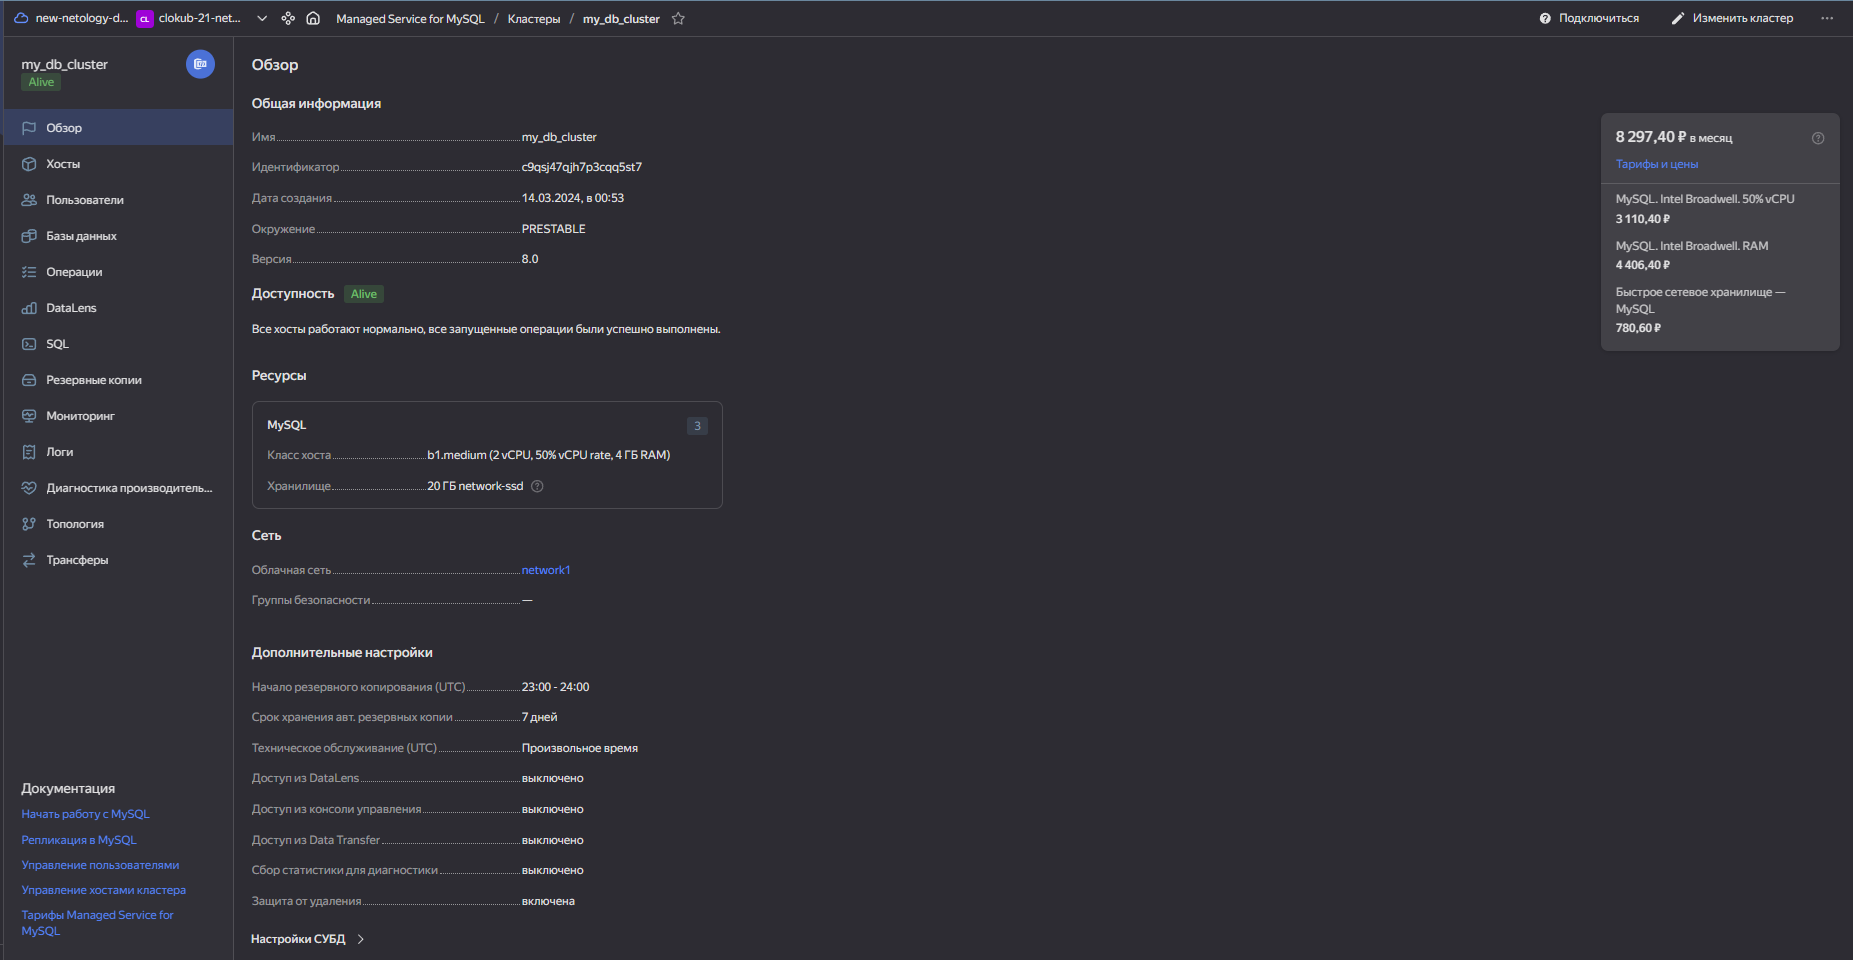 new-netology-d... CL clokub-21-net... Managed Service for MySQL / Кластеры / my_db_cluster Подключиться Изменить кластер
my_db_cluster
Alive
Обзор
Хосты
Пользователи
Базы данных
Операции
DataLens
SQL
Резервные копии
Мониторинг
Логи
Диагностика производитель...
Топология
Трансферы
Документация
Начать работу с MySQL
Репликация в MySQL
Управление пользователями
Управление хостами кластера
Тарифы Managed Service for
MySQL
Обзор
Общая информация
Имя my_db_cluster
Идентификатор c9qsj47qjh7p3cqq5st7
Дата создания 14.03.2024, в 00:53
Окружение PRESTABLE
Версия 8.0
Доступность Alive
Все хосты работают нормально, все запущенные операции были успешно выполнены.
Ресурсы
MySQL 3
Класс хоста b1.medium (2 vCPU, 50% vCPU rate, 4 ГБ RAM)
Хранилище 20 ГБ network-ssd
Сеть
Облачная сеть network1
Группы безопасности —
Дополнительные настройки
Начало резервного копирования (UTC) 23:00 - 24:00
Срок хранения авт. резервных копии 7 дней
Техническое обслуживание (UTC) Произвольное время
Доступ из DataLens выключено
Доступ из консоли управления выключено
Доступ из Data Transfer выключено
Сбор статистики для диагностики выключено
Защита от удаления включена
Настройки СУБД
8 297,40 ₽ в месяц
Тарифы и цены
MySQL. Intel Broadwell. 50% vCPU
3 110,40 ₽
MySQL. Intel Broadwell. RAM
4 406,40 ₽
Быстрое сетевое хранилище —
MySQL
780,60 ₽